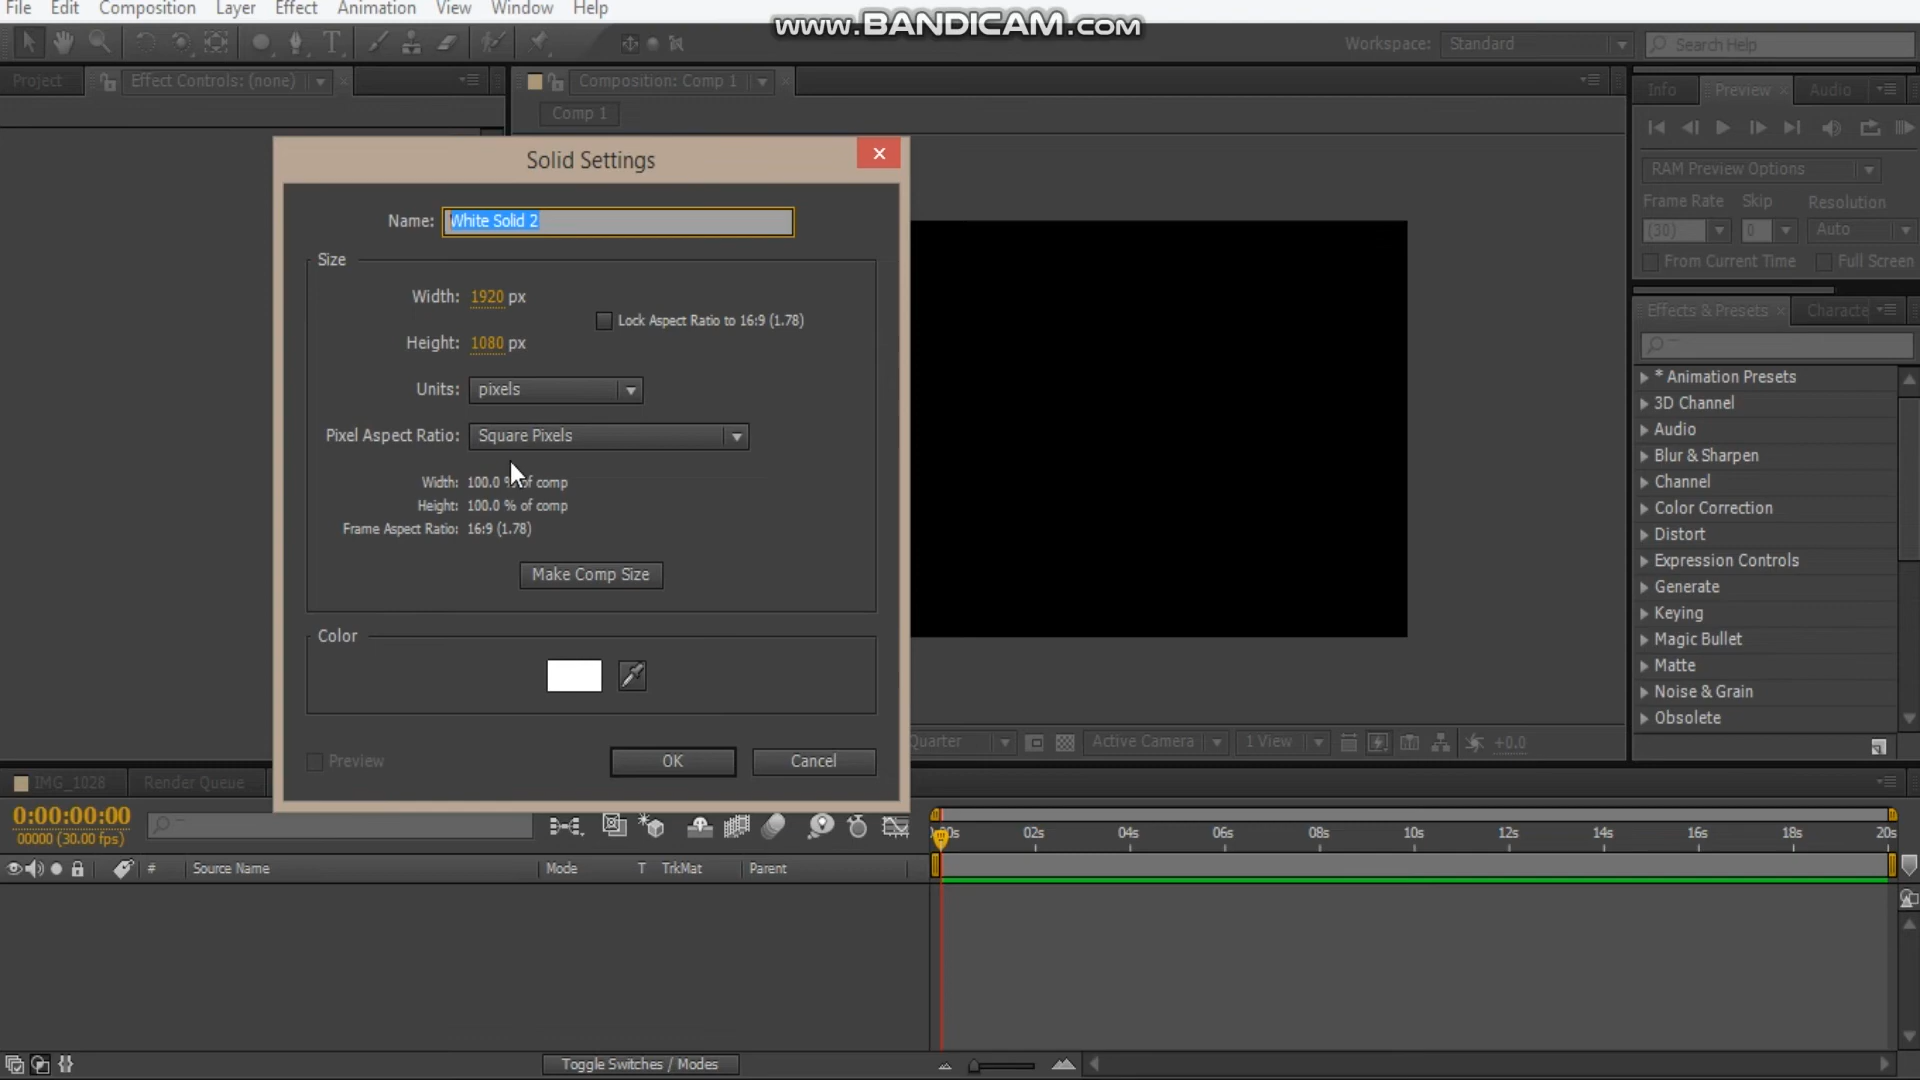 File Edit Composition Layer Effect Animation View Window Help
www.BANDICAM.com
Workspace: Standard Search Help
Project Effect Controls: (none) Composition: Comp 1 Info Preview Audio
Comp 1
Solid Settings
Name: White Solid 2
Size
Width: 1920 px
Lock Aspect Ratio to 16:9 (1.78)
Height: 1080 px
Units: pixels
Pixel Aspect Ratio: Square Pixels
Width: 100.0 % of comp
Height: 100.0 % of comp
Frame Aspect Ratio: 16:9 (1.78)
Make Comp Size
Color
Preview OK Cancel
RAM Preview Options
Frame Rate Skip Resolution
(30) 0 Auto
From Current Time Full Screen
Effects & Presets Characte
* Animation Presets
3D Channel
Audio
Blur & Sharpen
Channel
Color Correction
Distort
Expression Controls
Generate
Keying
Magic Bullet
Matte
Noise & Grain
Obsolete
Quarter Active Camera 1 View +0.0
IMG_1028 Render Queue
0:00:00:00
00000 (30.00 fps)
00s 02s 04s 06s 08s 10s 12s 14s 16s 18s 20s
# Source Name Mode T TrkMat Parent
Toggle Switches / Modes